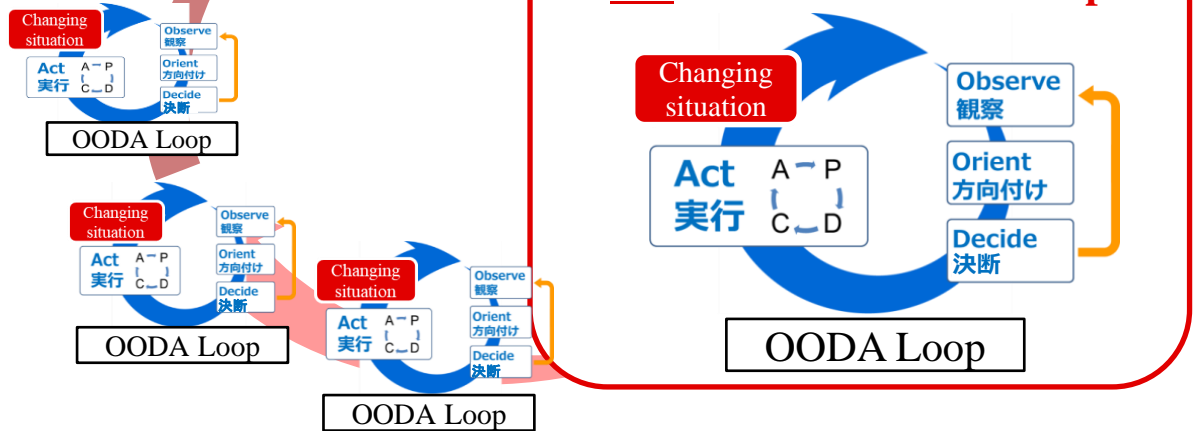 Changing
situation
Observe
観察
Orient
方向付け
Decide
決断
Act
実行
A P
C D
OODA Loop
Changing
situation
Observe
観察
Orient
方向付け
Decide
決断
Act
実行
A P
C D
OODA Loop
Changing
situation
Observe
観察
Orient
方向付け
Decide
決断
Act
実行
A P
C D
OODA Loop
Changing
situation
Observe
観察
Orient
方向付け
Decide
決断
Act
実行
A P
C D
OODA Loop